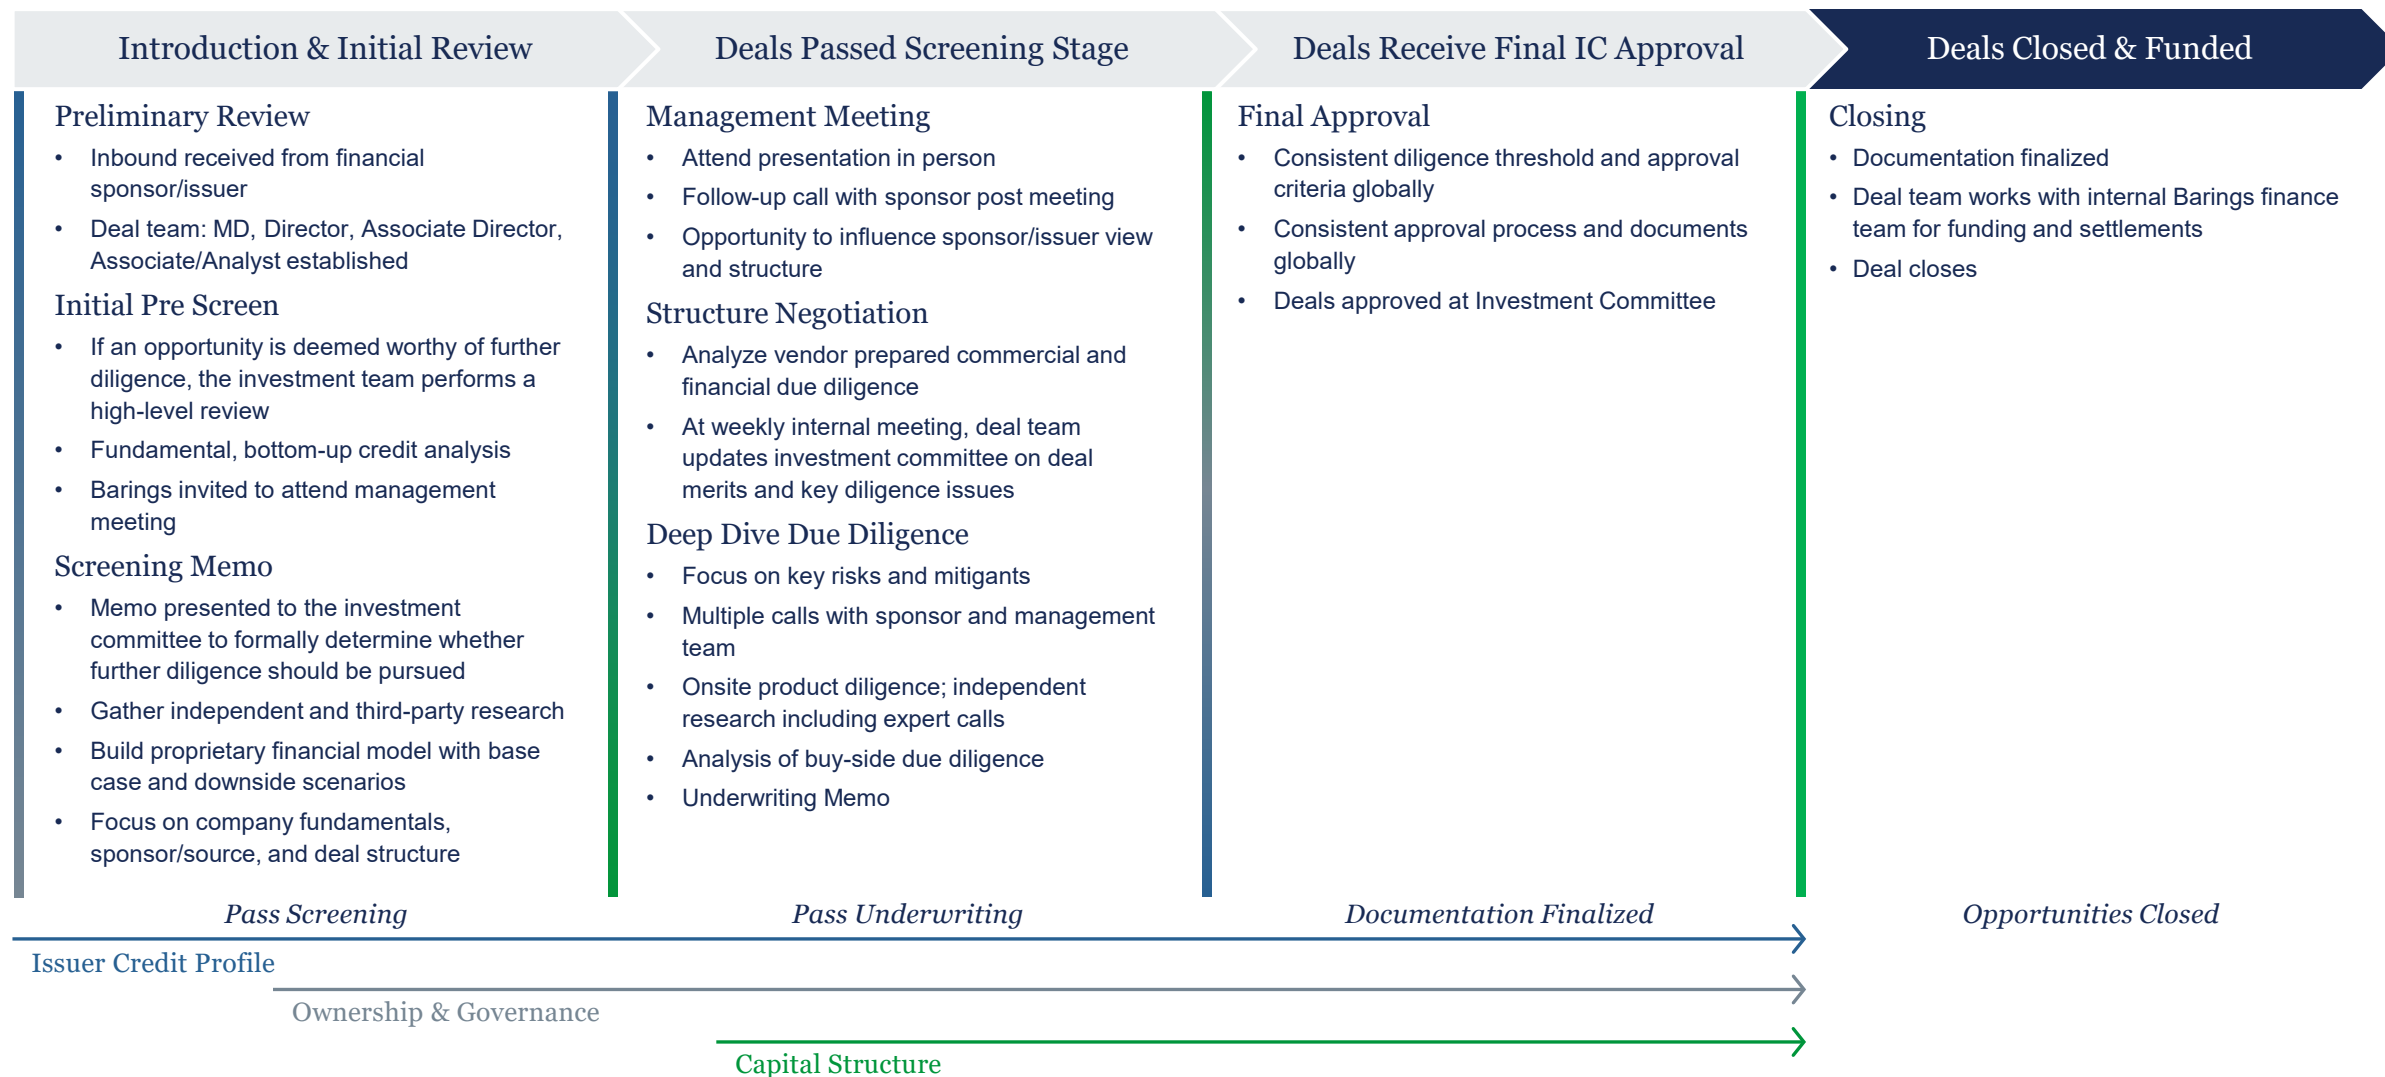 Introduction & Initial Review
Deals Passed Screening Stage
Deals Receive Final IC Approval
Deals Closed & Funded
Preliminary Review
• Inbound received from financial
sponsor/issuer
• Deal team: MD, Director, Associate Director,
Associate/Analyst established
Initial Pre Screen
• If an opportunity is deemed worthy of further
diligence, the investment team performs a
high-level review
• Fundamental, bottom-up credit analysis
• Barings invited to attend management
meeting
Screening Memo
• Memo presented to the investment
committee to formally determine whether
further diligence should be pursued
• Gather independent and third-party research
• Build proprietary financial model with base
case and downside scenarios
• Focus on company fundamentals,
sponsor/source, and deal structure
Management Meeting
• Attend presentation in person
• Follow-up call with sponsor post meeting
• Opportunity to influence sponsor/issuer view
and structure
Structure Negotiation
• Analyze vendor prepared commercial and
financial due diligence
• At weekly internal meeting, deal team
updates investment committee on deal
merits and key diligence issues
Deep Dive Due Diligence
• Focus on key risks and mitigants
• Multiple calls with sponsor and management
team
• Onsite product diligence; independent
research including expert calls
• Analysis of buy-side due diligence
• Underwriting Memo
Final Approval
• Consistent diligence threshold and approval
criteria globally
• Consistent approval process and documents
globally
• Deals approved at Investment Committee
Closing
• Documentation finalized
• Deal team works with internal Barings finance
team for funding and settlements
• Deal closes
Pass Screening
Pass Underwriting
Documentation Finalized
Opportunities Closed
Issuer Credit Profile
Ownership & Governance
Capital Structure